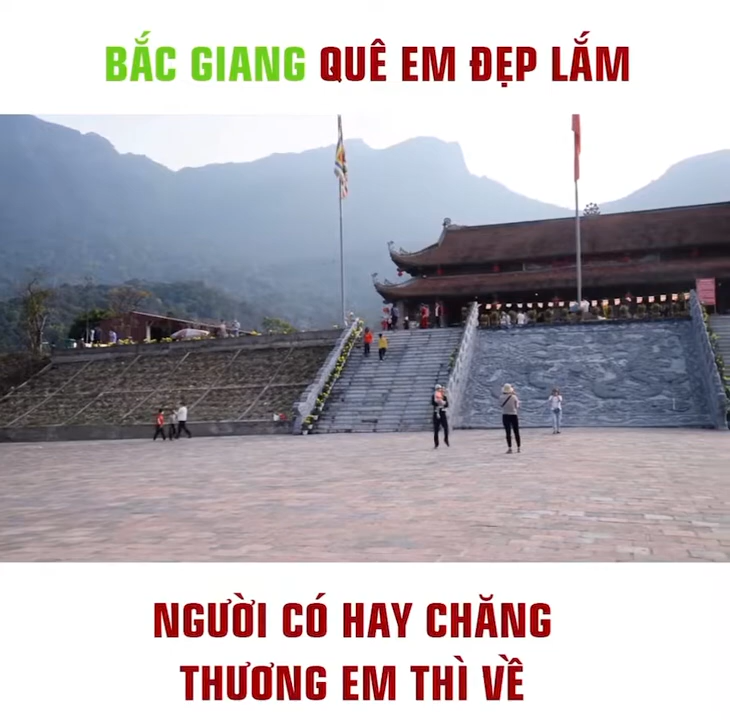 BẮC GIANG QUÊ EM ĐẸP LẮM
NGƯỜI CÓ HAY CHĂNG
THƯƠNG EM THÌ VỀ